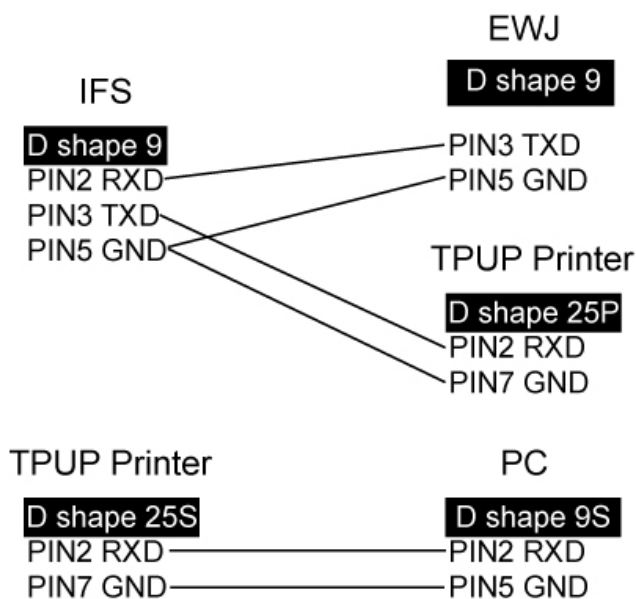 EWJ
D shape 9
PIN3 TXD
PIN5 GND
IFS
D shape 9
PIN2 RXD
PIN3 TXD
PIN5 GND
TPUP Printer
D shape 25P
PIN2 RXD
PIN7 GND
TPUP Printer
D shape 25S
PIN2 RXD
PIN7 GND
PC
D shape 9S
PIN2 RXD
PIN5 GND